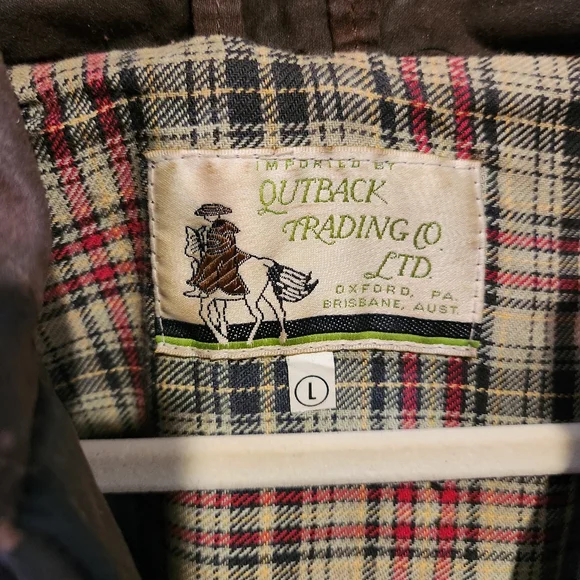 IMPORTED BY
OUTBACK
TRADING CO.
LTD.
OXFORD, PA.
BRISBANE, AUST.
L